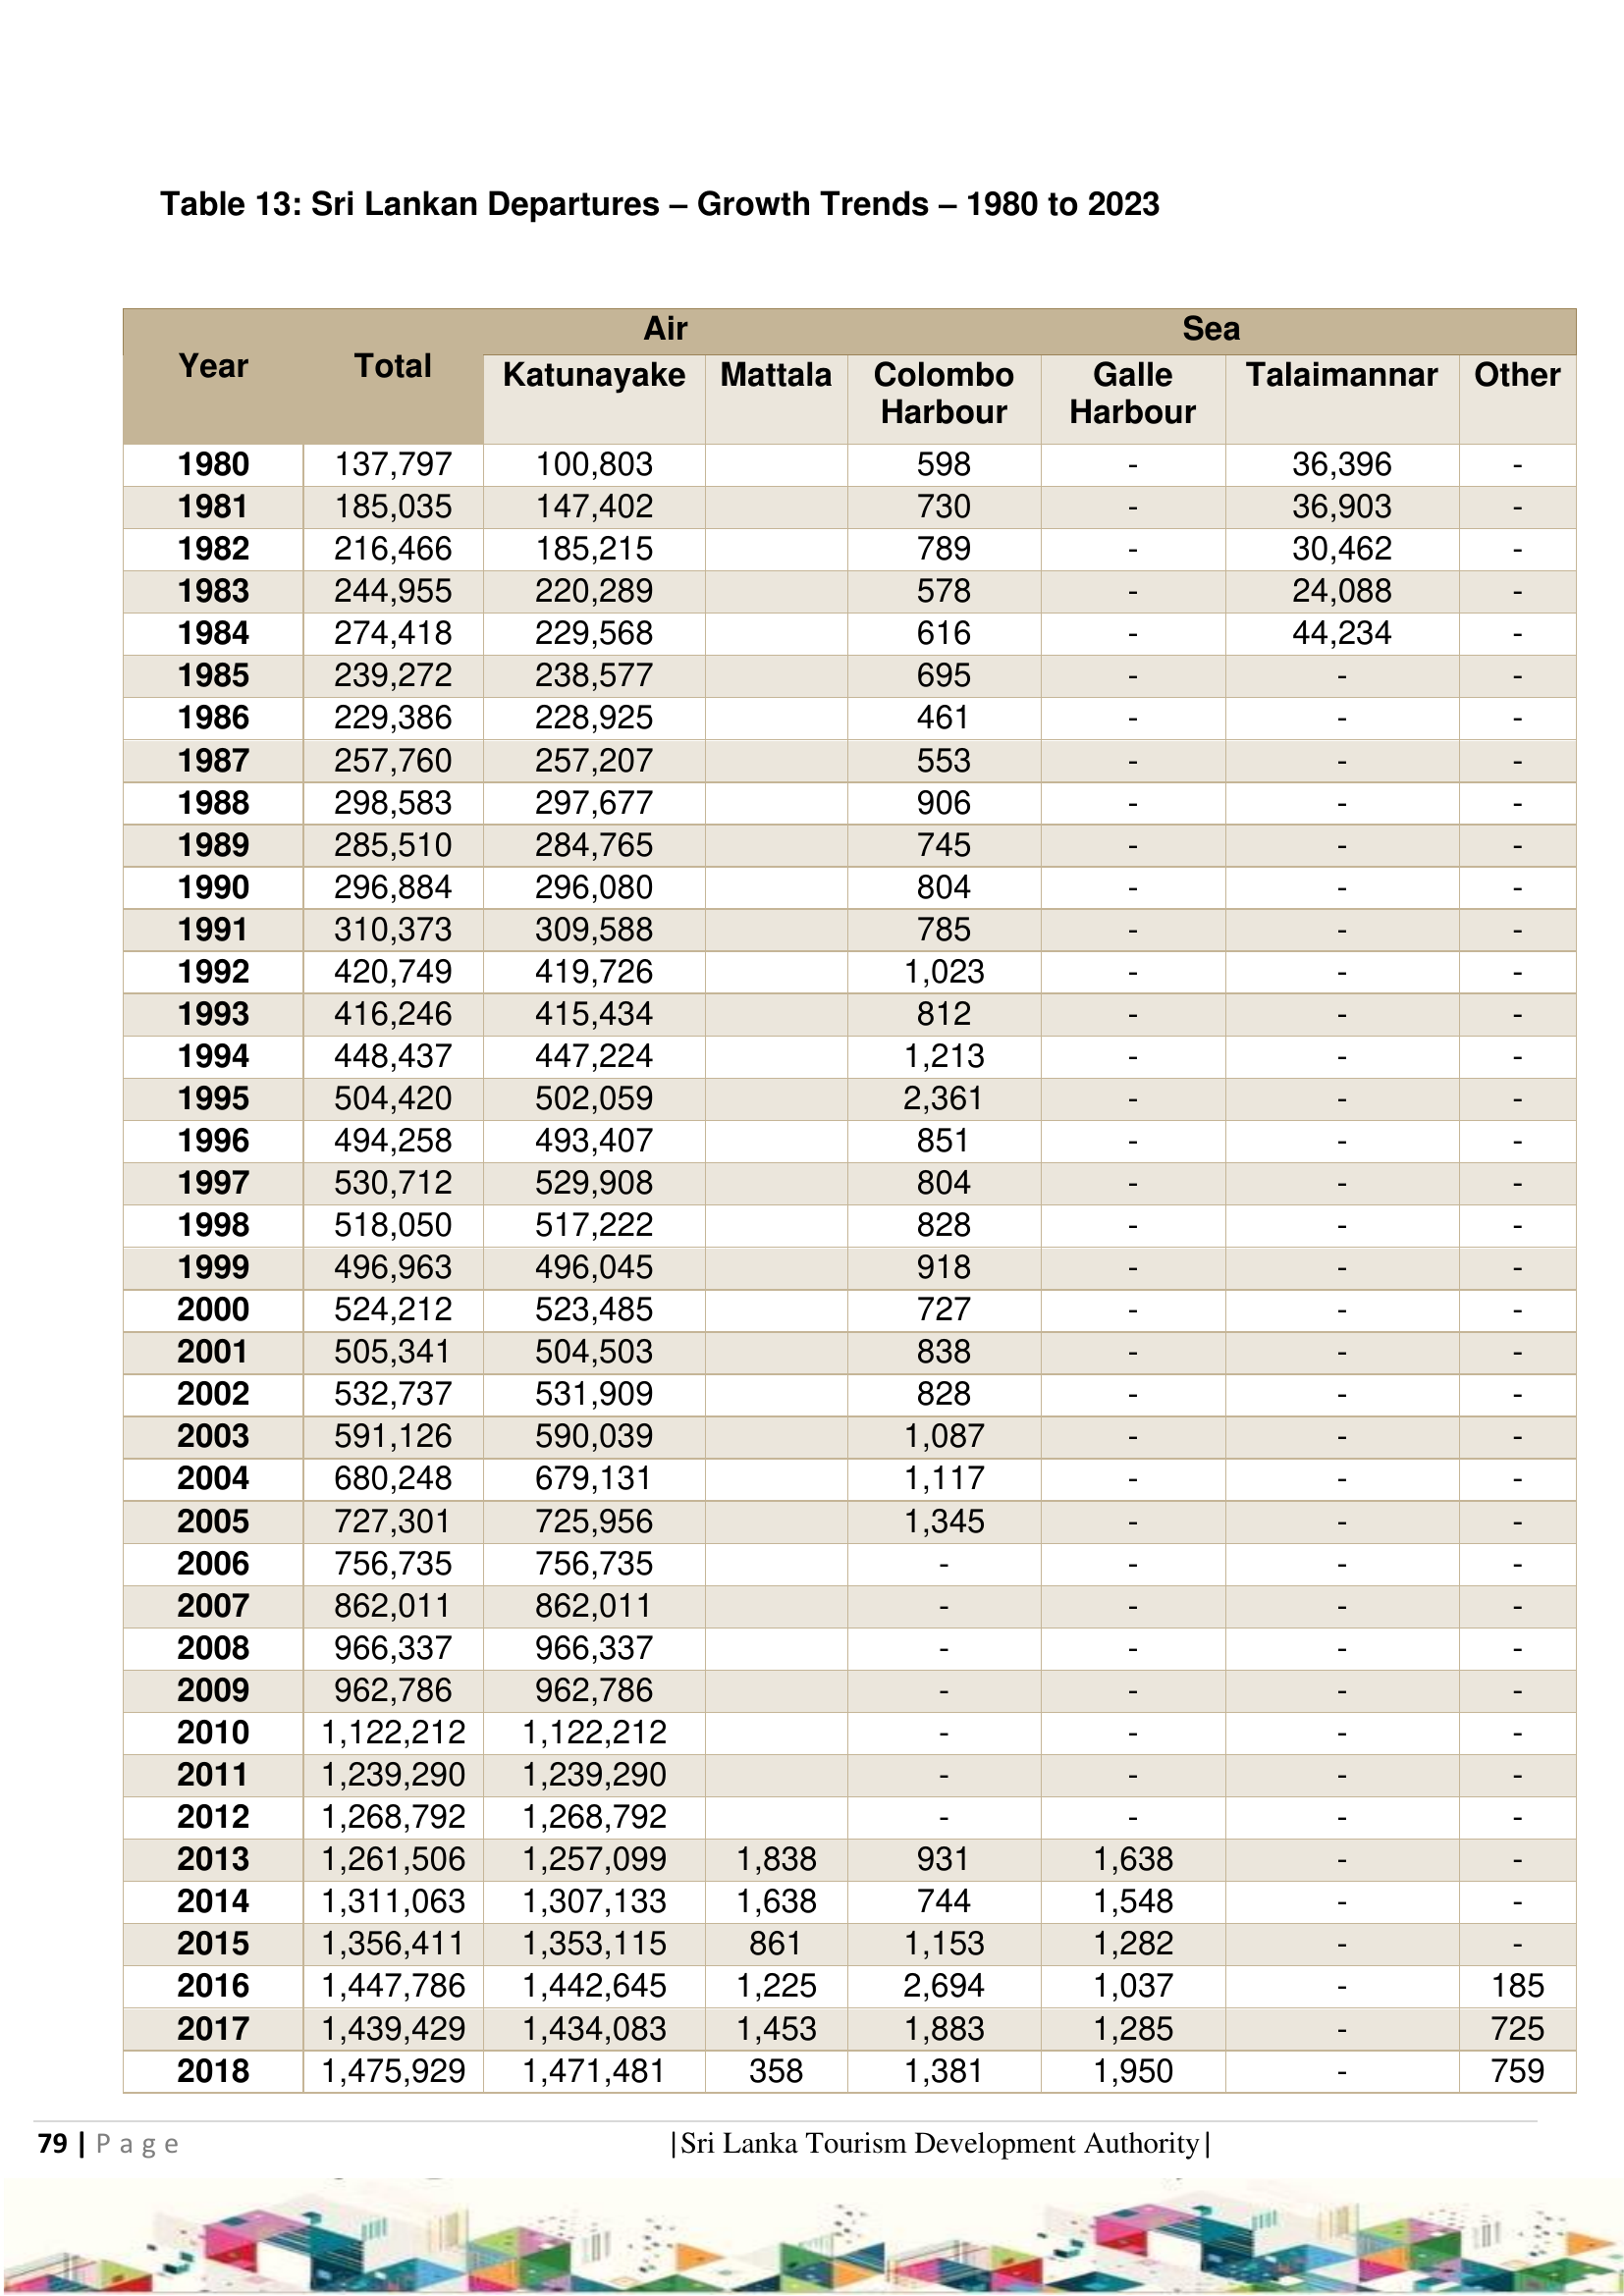 Table 13: Sri Lankan Departures – Growth Trends – 1980 to 2023
Air Sea
Year Total Katunayake Mattala Colombo Harbour Galle Harbour Talaimannar Other
1980 137,797 100,803 598 - 36,396 -
1981 185,035 147,402 730 - 36,903 -
1982 216,466 185,215 789 - 30,462 -
1983 244,955 220,289 578 - 24,088 -
1984 274,418 229,568 616 - 44,234 -
1985 239,272 238,577 695 - - -
1986 229,386 228,925 461 - - -
1987 257,760 257,207 553 - - -
1988 298,583 297,677 906 - - -
1989 285,510 284,765 745 - - -
1990 296,884 296,080 804 - - -
1991 310,373 309,588 785 - - -
1992 420,749 419,726 1,023 - - -
1993 416,246 415,434 812 - - -
1994 448,437 447,224 1,213 - - -
1995 504,420 502,059 2,361 - - -
1996 494,258 493,407 851 - - -
1997 530,712 529,908 804 - - -
1998 518,050 517,222 828 - - -
1999 496,963 496,045 918 - - -
2000 524,212 523,485 727 - - -
2001 505,341 504,503 838 - - -
2002 532,737 531,909 828 - - -
2003 591,126 590,039 1,087 - - -
2004 680,248 679,131 1,117 - - -
2005 727,301 725,956 1,345 - - -
2006 756,735 756,735 - - - -
2007 862,011 862,011 - - - -
2008 966,337 966,337 - - - -
2009 962,786 962,786 - - - -
2010 1,122,212 1,122,212 - - - -
2011 1,239,290 1,239,290 - - - -
2012 1,268,792 1,268,792 - - - -
2013 1,261,506 1,257,099 1,838 931 1,638 - -
2014 1,311,063 1,307,133 1,638 744 1,548 - -
2015 1,356,411 1,353,115 861 1,153 1,282 - -
2016 1,447,786 1,442,645 1,225 2,694 1,037 - 185
2017 1,439,429 1,434,083 1,453 1,883 1,285 - 725
2018 1,475,929 1,471,481 358 1,381 1,950 - 759
79 | Page |Sri Lanka Tourism Development Authority|